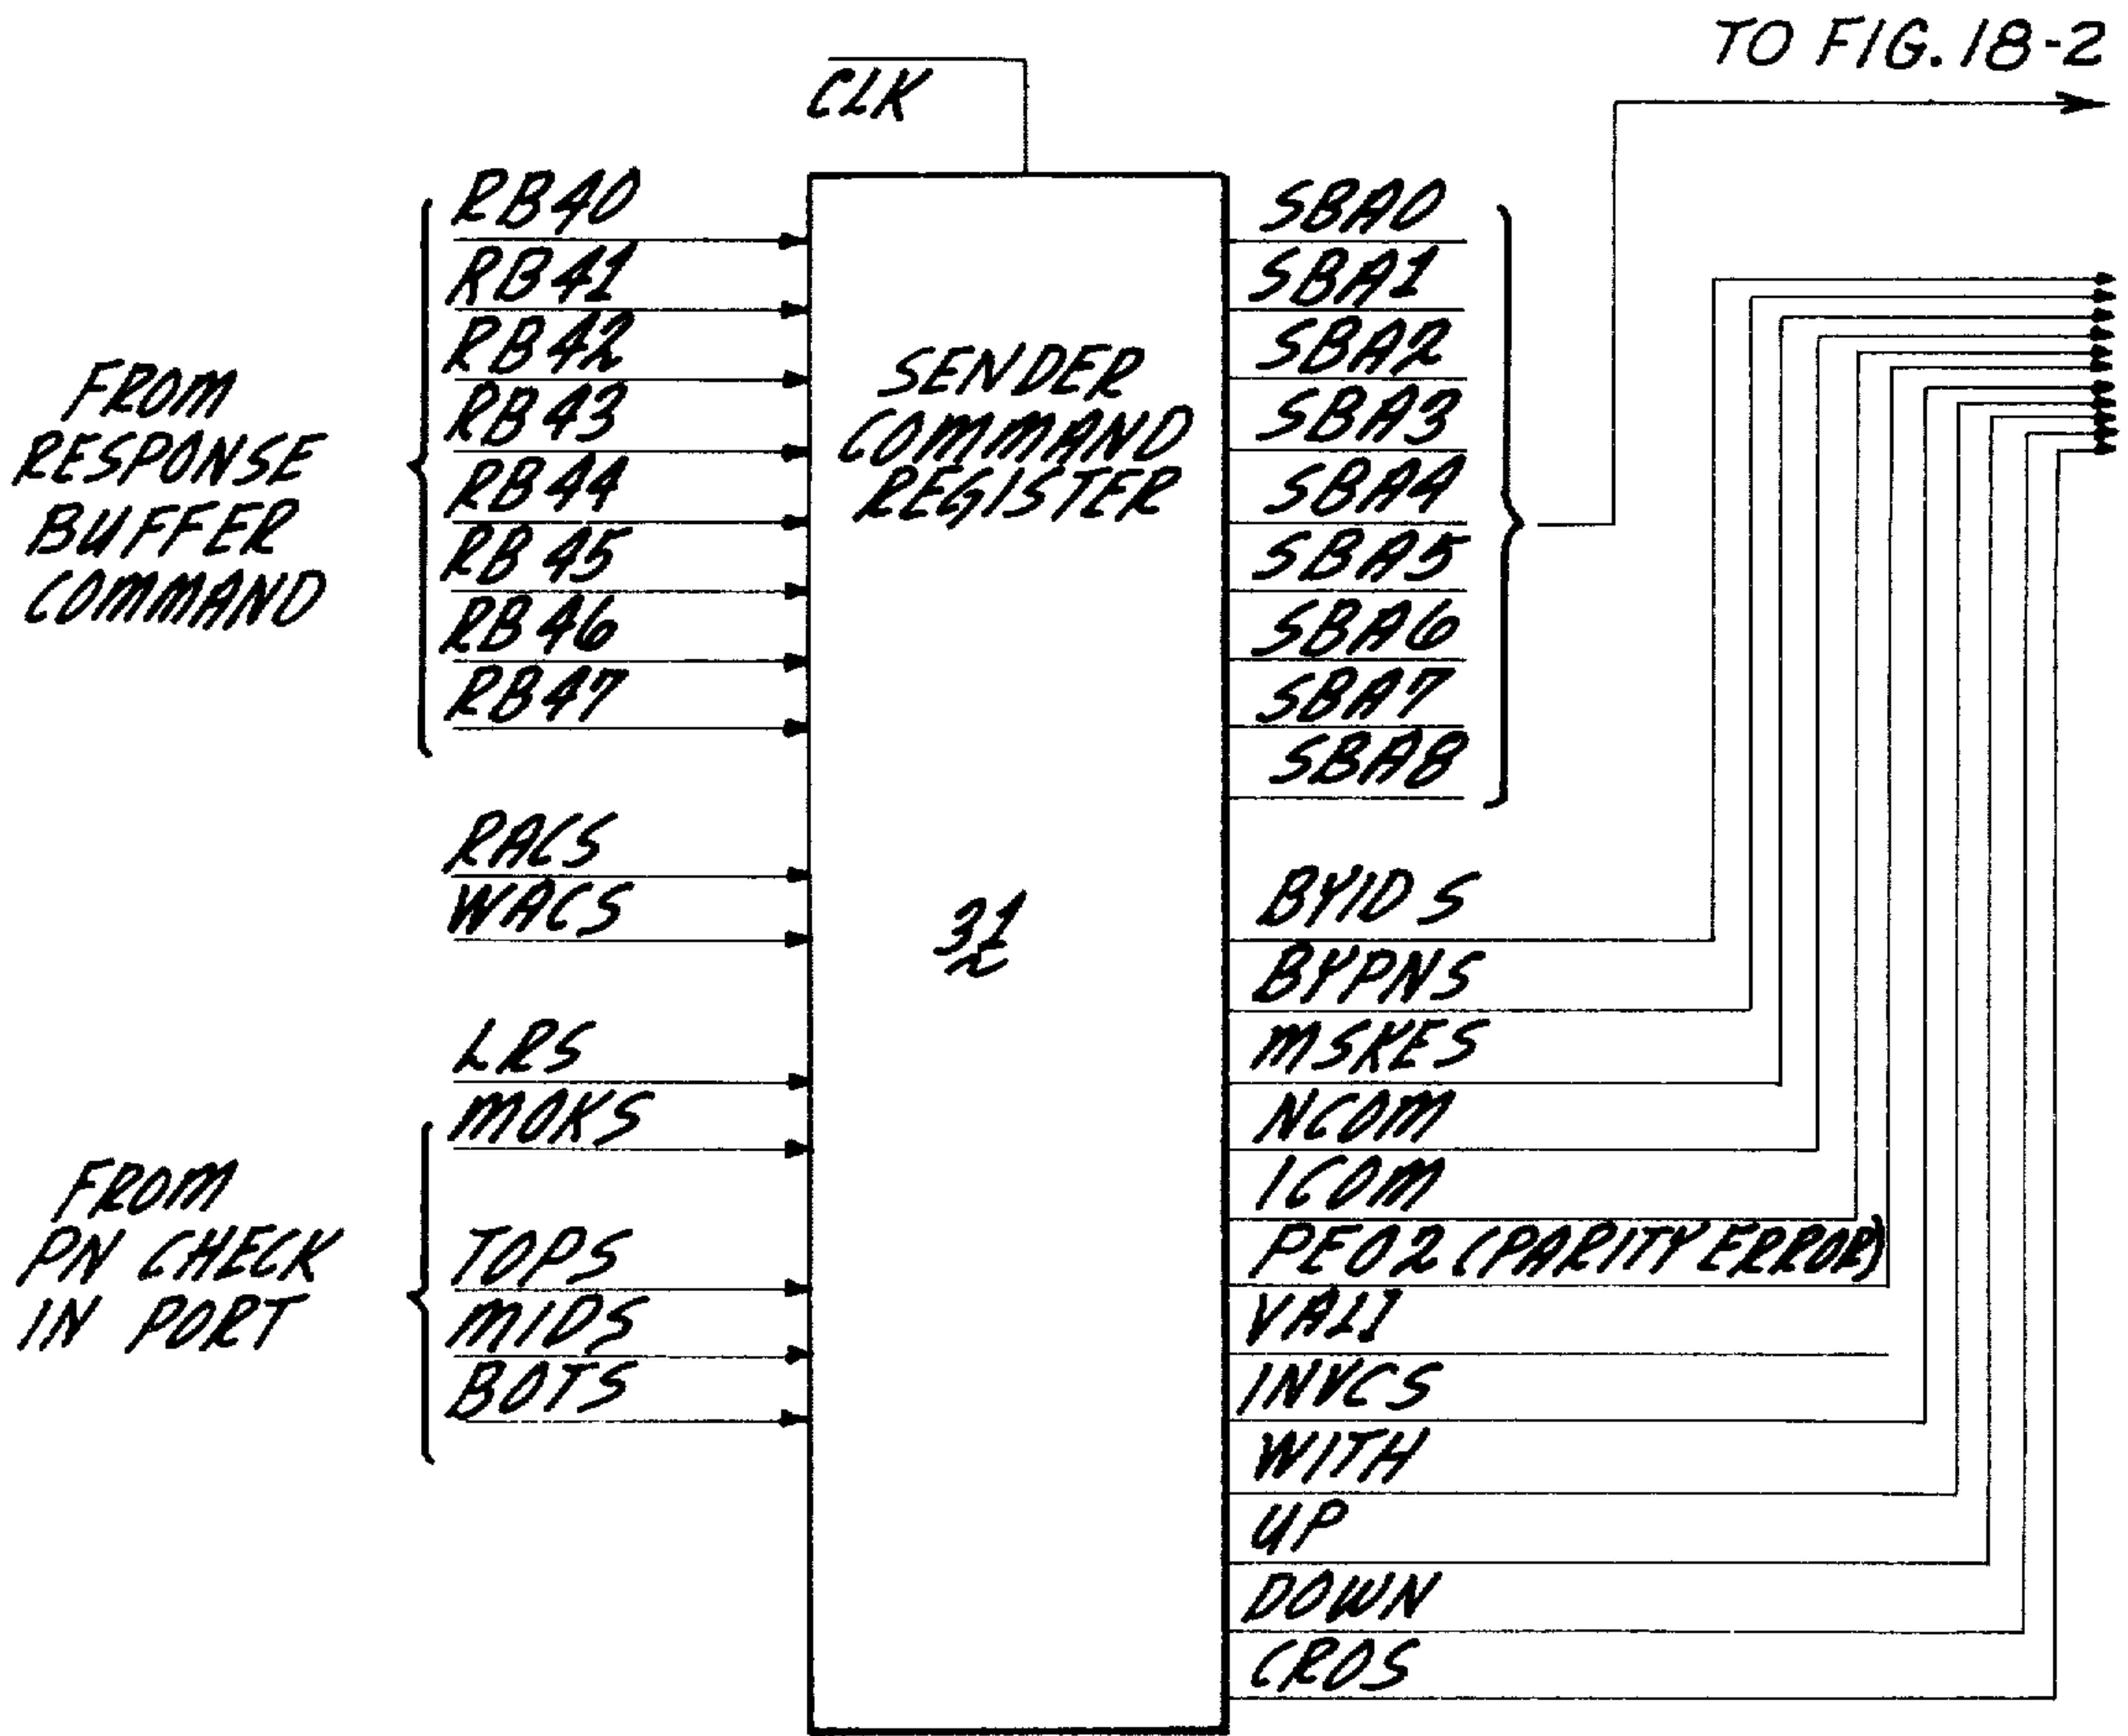 TO FIG. 18-2
CLK
RB40
RB41
RB42
RB43
RB44
RB45
RB46
RB47
FROM
RESPONSE
BUFFER
COMMAND
RACS
WACS
LRS
MOKS
TOPS
MIDS
BOTS
FROM
PN CHECK
IN PORT
SENDER
COMMAND
REGISTER
31
SBA0
SBA1
SBA2
SBA3
SBA4
SBA5
SBA6
SBA7
SBA8
BYIDS
BYPNS
MSKES
NCOM
ICOM
PE02 (PARITY ERROR)
VALI
INVCS
WITH
UP
DOWN
CROS